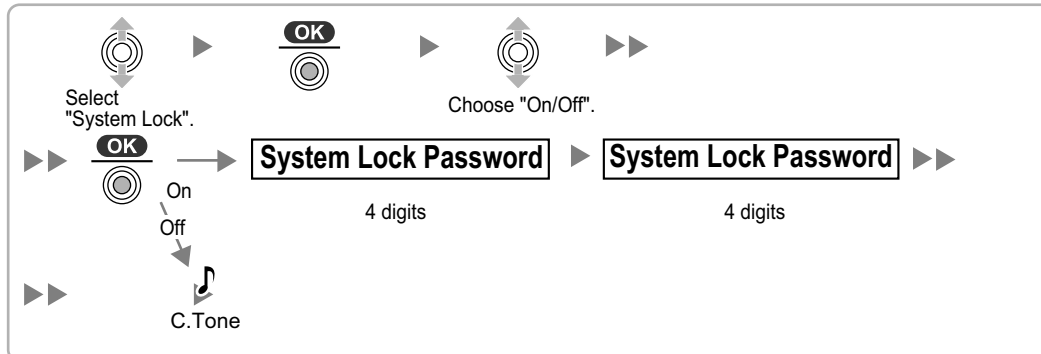 OK
Select
"System Lock".
Choose "On/Off".
OK
System Lock Password
System Lock Password
On
4 digits
4 digits
Off
C.Tone